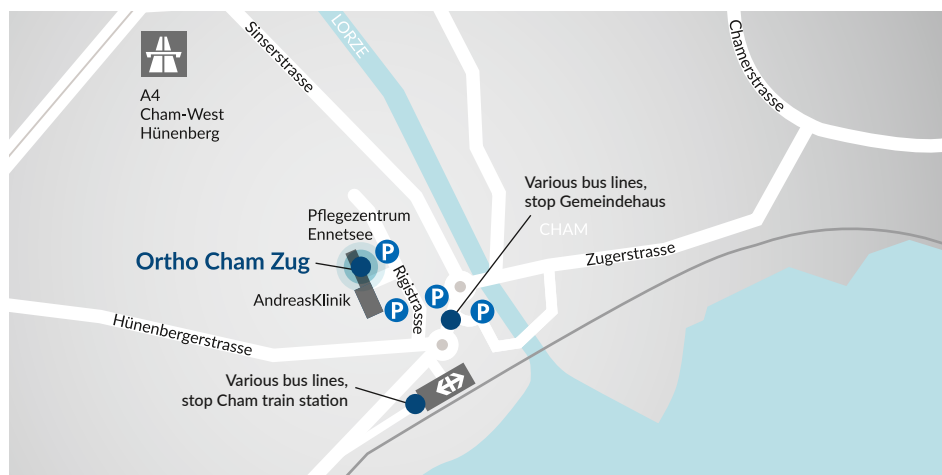 LORZE
Sinserstrasse
Chamerstrasse
A4
Cham-West
Hünenberg
Various bus lines,
stop Gemeindehaus
CHAM
Pflegezentrum
Ennetsee
P
Ortho Cham Zug
Zugerstrasse
Rigistrasse
AndreasKlinik
P
P
P
Hünenbergerstrasse
Various bus lines,
stop Cham train station